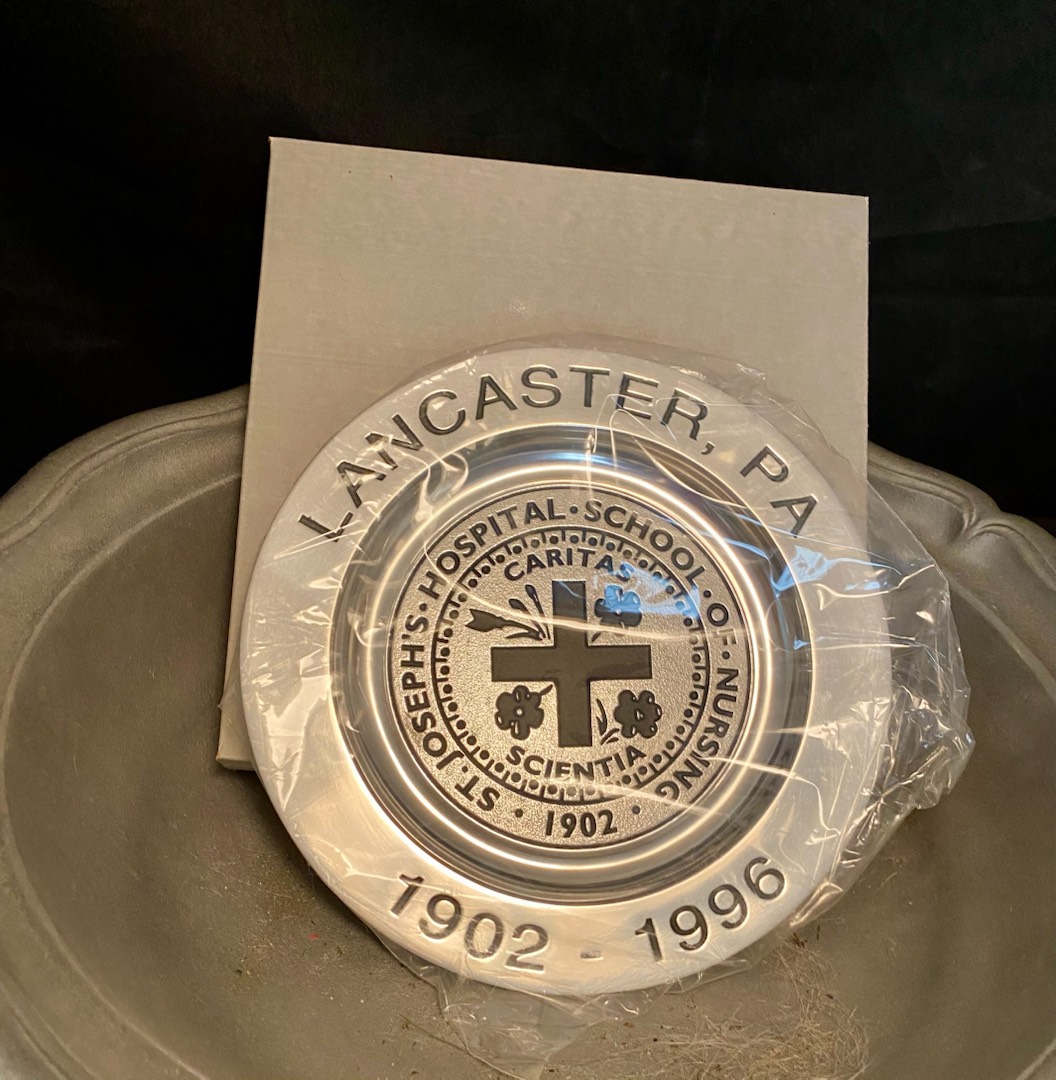 LANCASTER, PA
ST. JOSEPH'S · HOSPITAL · SCHOOL · OF · NURSING
CARITAS
SCIENTIA
· 1902 ·
1902 - 1996